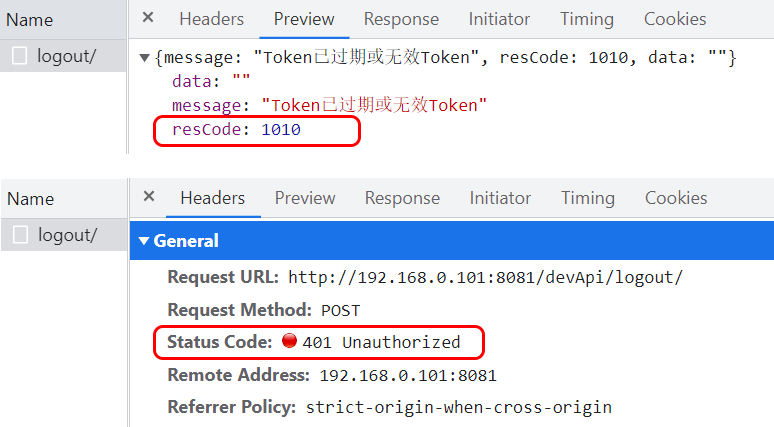 Name
Headers Preview Response Initiator Timing Cookies
logout/
{message: "Token已过期或无效Token", resCode: 1010, data: ""}
data: ""
message: "Token已过期或无效Token"
resCode: 1010
Name
Headers Preview Response Initiator Timing Cookies
logout/
General
Request URL: http://192.168.0.101:8081/devApi/logout/
Request Method: POST
Status Code: 401 Unauthorized
Remote Address: 192.168.0.101:8081
Referrer Policy: strict-origin-when-cross-origin